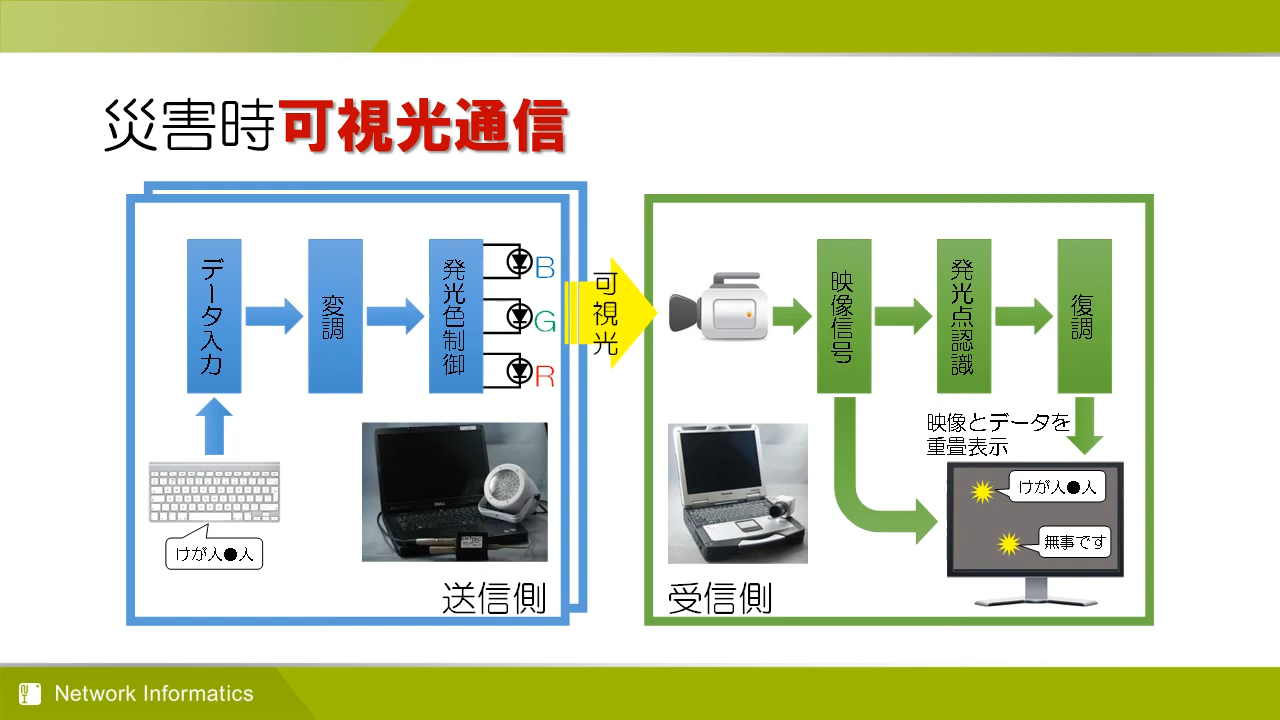 災害時可視光通信
データ入力
変調
発光色制御
B
G
R
可視光
映像信号
発光点認識
復調
映像とデータを
重畳表示
けが人●人
けが人●人
無事です
送信側
受信側
DELL
Network Informatics